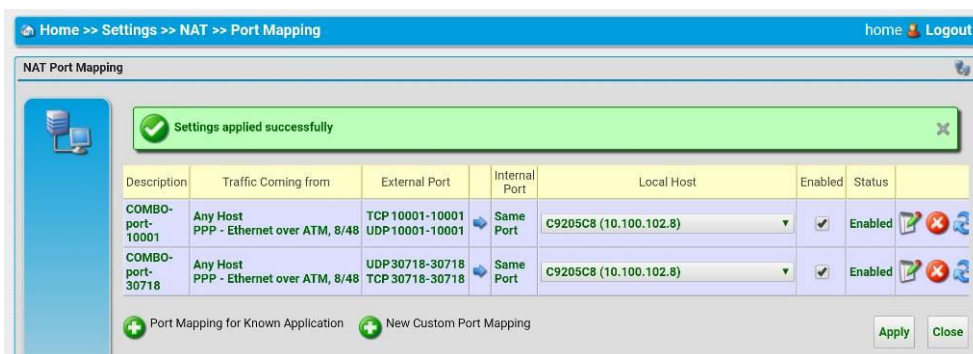 Home >> Settings >> NAT >> Port Mapping
home Logout
NAT Port Mapping
Settings applied successfully
Description Traffic Coming from External Port Internal Port Local Host Enabled Status
COMBO-port-10001
Any Host
PPP - Ethernet over ATM, 8/48
TCP 10001-10001
UDP 10001-10001
Same Port
C9205C8 (10.100.102.8)
Enabled
COMBO-port-30718
Any Host
PPP - Ethernet over ATM, 8/48
UDP 30718-30718
TCP 30718-30718
Same Port
C9205C8 (10.100.102.8)
Enabled
Port Mapping for Known Application New Custom Port Mapping
Apply Close